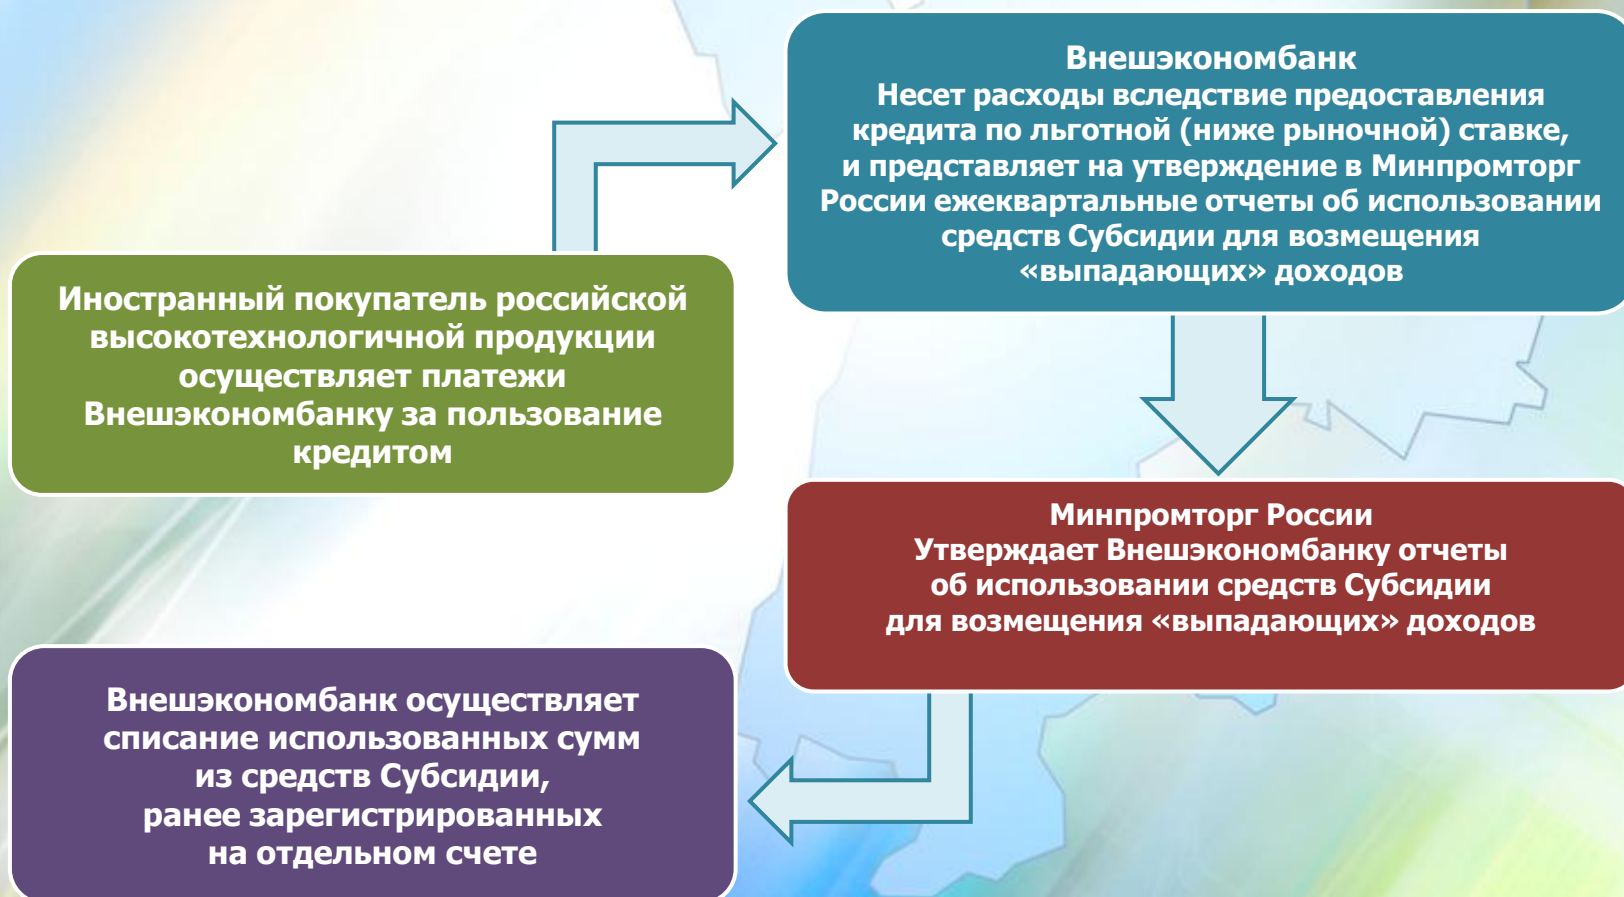 Иностранный покупатель российской
высокотехнологичной продукции
осуществляет платежи
Внешэкономбанку за пользование
кредитом
Внешэкономбанк
Несет расходы вследствие предоставления
кредита по льготной (ниже рыночной) ставке,
и представляет на утверждение в Минпромторг
России ежеквартальные отчеты об использовании
средств Субсидии для возмещения
«выпадающих» доходов
Минпромторг России
Утверждает Внешэкономбанку отчеты
об использовании средств Субсидии
для возмещения «выпадающих» доходов
Внешэкономбанк осуществляет
списание использованных сумм
из средств Субсидии,
ранее зарегистрированных
на отдельном счете